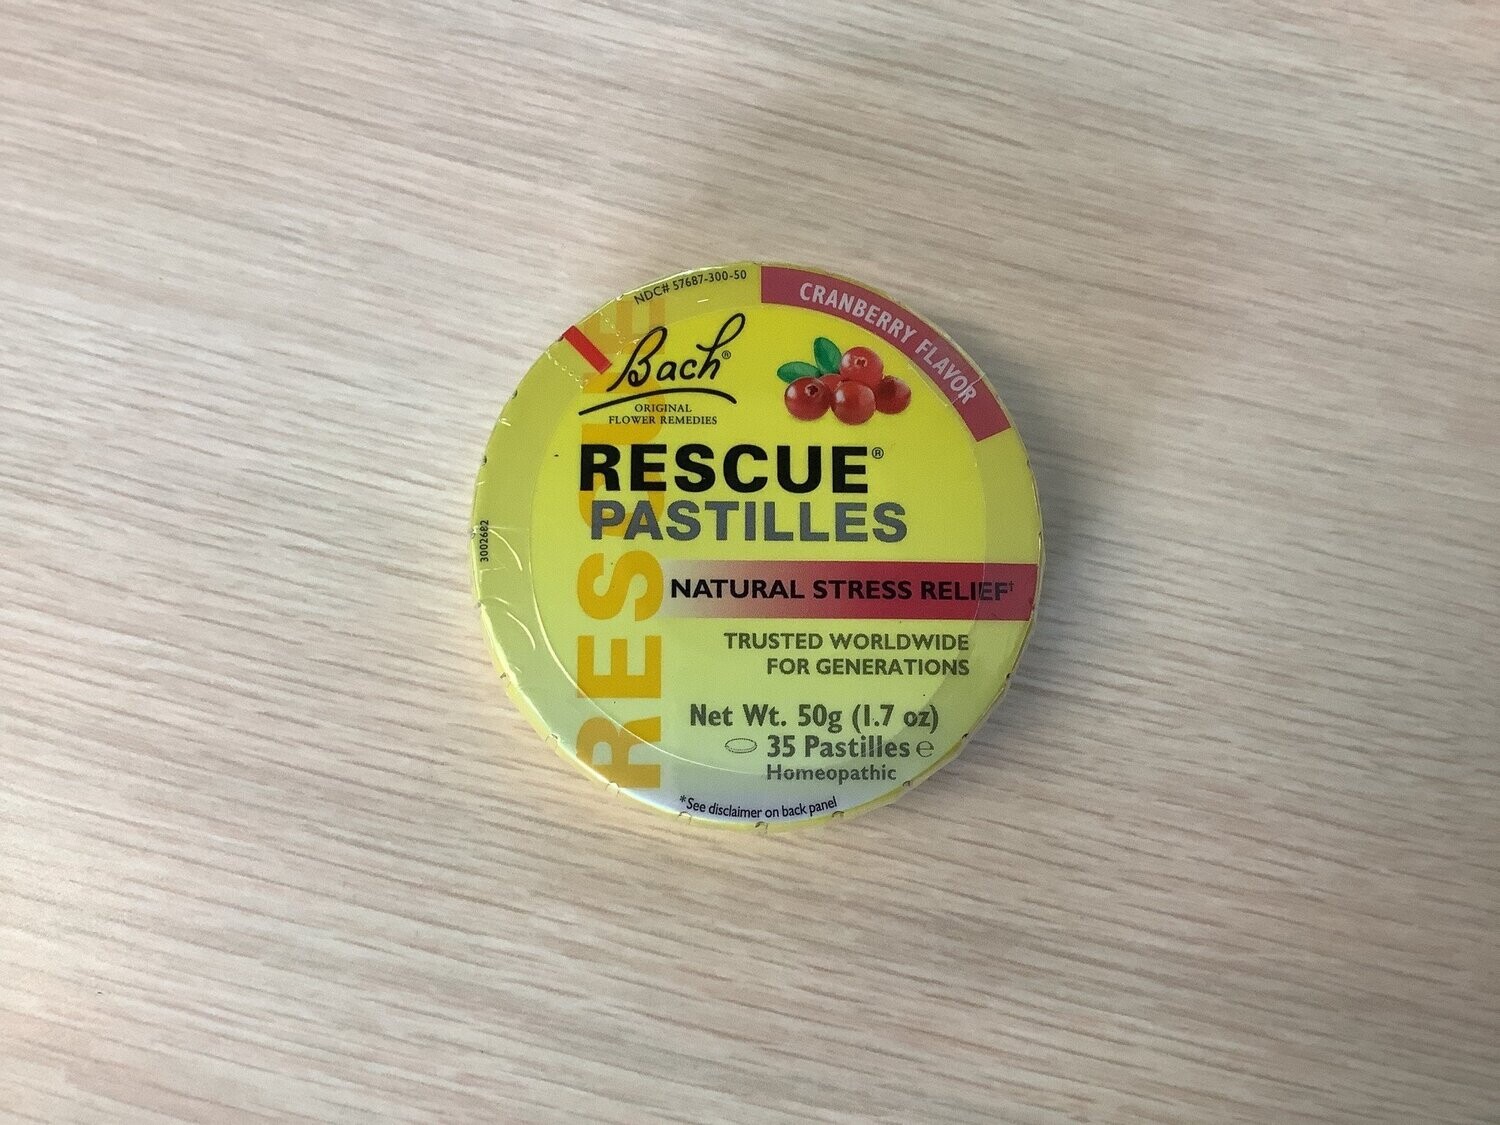 NDC# 57687-300-50
CRANBERRY FLAVOR
Bach®
ORIGINAL
FLOWER REMEDIES
RESCUE
RESCUE®
PASTILLES
3002682
NATURAL STRESS RELIEF†
TRUSTED WORLDWIDE
FOR GENERATIONS
Net Wt. 50g (1.7 oz)
35 Pastilles ℮
Homeopathic
*See disclaimer on back panel